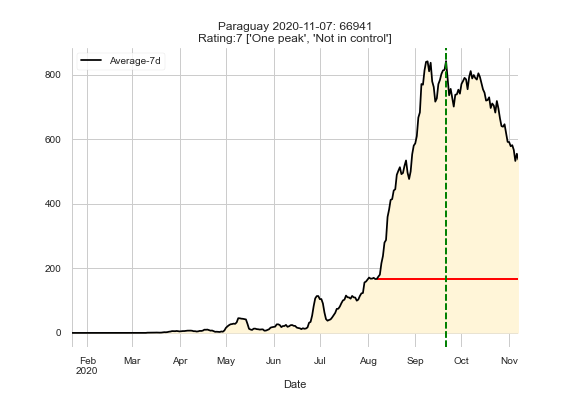 Paraguay 2020-11-07: 66941
Rating:7 ['One peak', 'Not in control']
Average-7d
800
600
400
200
0
Feb Mar Apr May Jun Jul Aug Sep Oct Nov
2020
Date